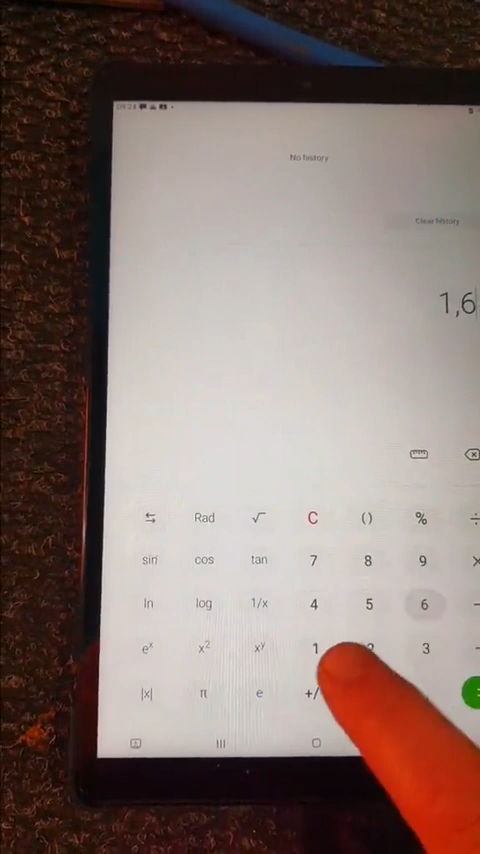 No history
Clear history
1,6
Rad √ C () % ÷
sin cos tan 7 8 9 ×
ln log 1/x 4 5 6 −
eˣ x² xʸ 1 2 3
|x| π e +/